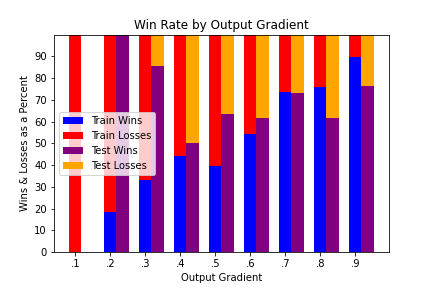 Win Rate by Output Gradient
Wins & Losses as a Percent
90
80
70
60
50
40
30
20
10
0
Train Wins
Train Losses
Test Wins
Test Losses
.1 .2 .3 .4 .5 .6 .7 .8 .9
Output Gradient